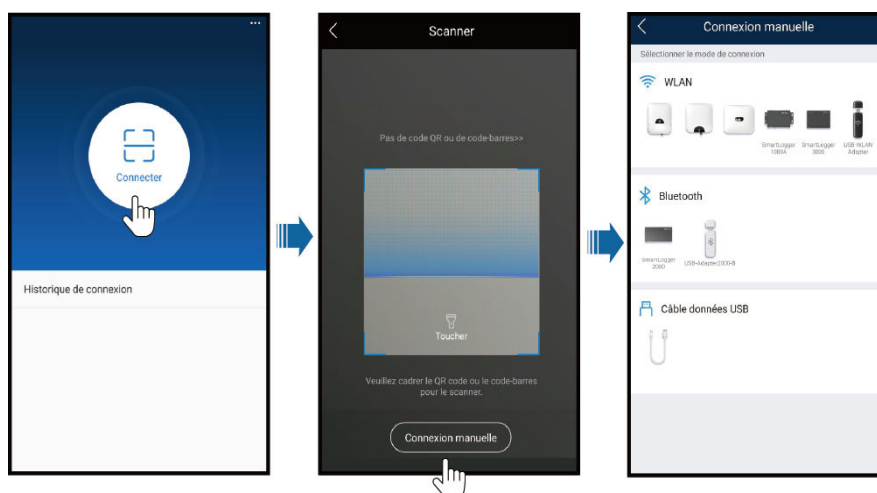 Connecter
Historique de connexion
Scanner
Pas de code QR ou de code-barres>>
Toucher
Veuillez cadrer le QR code ou le code-barres
pour le scanner.
Connexion manuelle
Connexion manuelle
Sélectionner le mode de connexion
WLAN
SmartLogger
1000A
SmartLogger
3000
USB-WLAN
Adapter
Bluetooth
SmartLogger
2000
USB-Adapter2000-B
Câble données USB